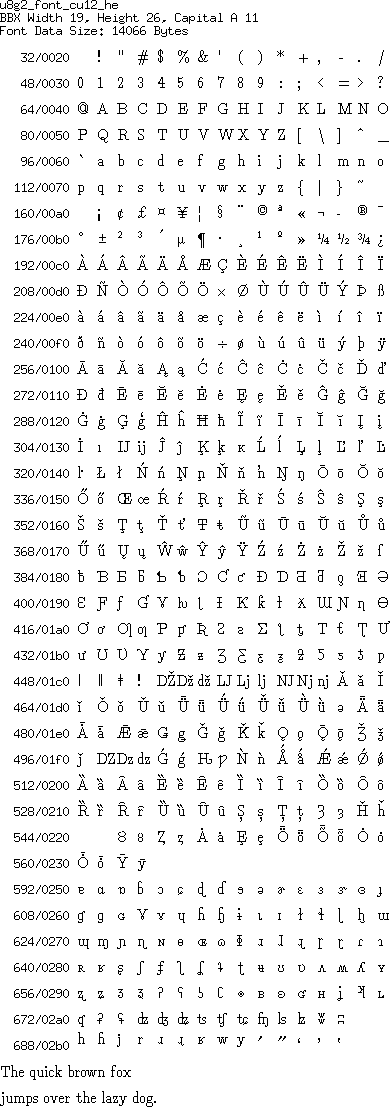 u8g2_font_cu12_he
BBX Width 19, Height 26, Capital A 11
Font Data Size: 14066 Bytes
32/0020 ! " # $ % & ' ( ) * + , - . /
48/0030 0 1 2 3 4 5 6 7 8 9 : ; < = > ?
64/0040 @ A B C D E F G H I J K L M N O
80/0050 P Q R S T U V W X Y Z [ \ ] ^ _
96/0060 ` a b c d e f g h i j k l m n o
112/0070 p q r s t u v w x y z { | } ~
160/00a0 ¡ ¢ £ ¤ ¥ ¦ § ¨ © ª « ¬ - ® ¯
176/00b0 ° ± ² ³ ´ µ ¶ · ¸ ¹ º » ¼ ½ ¾ ¿
192/00c0 À Á Â Ã Ä Å Æ Ç È É Ê Ë Ì Í Î Ï
208/00d0 Ð Ñ Ò Ó Ô Õ Ö × Ø Ù Ú Û Ü Ý Þ ß
224/00e0 à á â ã ä å æ ç è é ê ë ì í î ï
240/00f0 ð ñ ò ó ô õ ö ÷ ø ù ú û ü ý þ ÿ
256/0100 Ā ā Ă ă Ą ą Ć ć Ĉ ĉ Ċ ċ Č č Ď ď
272/0110 Đ đ Ē ē Ĕ ĕ Ė ė Ę ę Ě ě Ĝ ĝ Ğ ğ
288/0120 Ġ ġ Ģ ģ Ĥ ĥ Ħ ħ Ĩ ĩ Ī ī Ĭ ĭ Į į
304/0130 İ ı Ĳ ĳ Ĵ ĵ Ķ ķ ĸ Ĺ ĺ Ļ ļ Ľ ľ Ŀ
320/0140 ŀ Ł ł Ń ń Ņ ņ Ň ň ŉ Ŋ ŋ Ō ō Ŏ ŏ
336/0150 Ő ő Œ œ Ŕ ŕ Ŗ ŗ Ř ř Ś ś Ŝ ŝ Ş ş
352/0160 Š š Ţ ţ Ť ť Ŧ ŧ Ũ ũ Ū ū Ŭ ŭ Ů ů
368/0170 Ű ű Ų ų Ŵ ŵ Ŷ ŷ Ÿ Ź ź Ż ż Ž ž ſ
384/0180 ƀ Ɓ Ƃ ƃ Ƅ ƅ Ɔ Ƈ ƈ Ɖ Ɗ Ƌ ƌ ƍ Ǝ Ə
400/0190 Ɛ Ƒ ƒ Ɠ Ɣ ƕ Ɩ Ɨ Ƙ ƙ ƚ ƛ Ɯ Ɲ ƞ Ɵ
416/01a0 Ơ ơ Ƣ ƣ Ƥ ƥ Ʀ Ƨ ƨ Ʃ ƪ ƫ Ƭ ƭ Ʈ Ư
432/01b0 ư Ʊ Ʋ Ƴ ƴ Ƶ ƶ Ʒ Ƹ ƹ ƺ ƻ Ƽ ƽ ƾ ƿ
448/01c0 ǀ ǁ ǂ ǃ Ǆ ǅ ǆ Ǉ ǈ ǉ Ǌ ǋ ǌ Ǎ ǎ Ǐ
464/01d0 ǐ Ǒ ǒ Ǔ ǔ Ǖ ǖ Ǘ ǘ Ǚ ǚ Ǜ ǜ ǝ Ǟ ǟ
480/01e0 Ǡ ǡ Ǣ ǣ Ǥ ǥ Ǧ ǧ Ǩ ǩ Ǫ ǫ Ǭ ǭ Ǯ ǯ
496/01f0 ǰ Ǳ ǲ ǳ Ǵ ǵ Ƕ Ƿ Ǹ ǹ Ǻ ǻ Ǽ ǽ Ǿ ǿ
512/0200 Ȁ ȁ Ȃ ȃ Ȅ ȅ Ȇ ȇ Ȉ ȉ Ȋ ȋ Ȍ ȍ Ȏ ȏ
528/0210 Ȑ ȑ Ȓ ȓ Ȕ ȕ Ȗ ȗ Ș ș Ț ț Ȝ ȝ Ȟ ȟ
544/0220 Ȣ ȣ Ȥ ȥ Ȧ ȧ Ȩ ȩ Ȫ ȫ Ȭ ȭ Ȯ ȯ
560/0230 Ȱ ȱ Ȳ ȳ
592/0250 ɐ ɑ ɒ ɓ ɔ ɕ ɖ ɗ ɘ ə ɚ ɛ ɜ ɝ ɞ ɟ
608/0260 ɠ ɡ ɢ ɣ ɤ ɥ ɦ ɧ ɨ ɩ ɪ ɫ ɬ ɭ ɮ ɯ
624/0270 ɰ ɱ ɲ ɳ ɴ ɵ ɶ ɷ ɸ ɹ ɺ ɻ ɼ ɽ ɾ ɿ
640/0280 ʀ ʁ ʂ ʃ ʄ ʅ ʆ ʇ ʈ ʉ ʊ ʋ ʌ ʍ ʎ ʏ
656/0290 ʐ ʑ ʒ ʓ ʔ ʕ ʖ ʗ ʘ ʙ ʚ ʛ ʜ ʝ ʞ ʟ
672/02a0 ʠ ʡ ʢ ʣ ʤ ʥ ʦ ʧ ʨ ʩ ʪ ʫ ʬ ʭ
688/02b0 ʰ ʱ ʲ ʳ ʴ ʵ ʶ ʷ ʸ ʹ ʺ ʻ ʼ ʽ
The quick brown fox
jumps over the lazy dog.